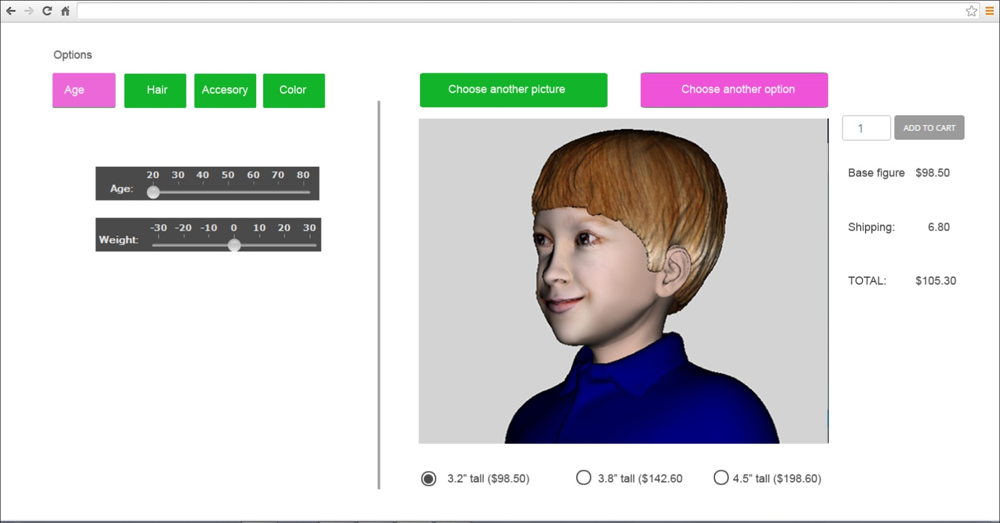 Options
Age Hair Accesory Color
Choose another picture Choose another option
1 ADD TO CART
20 30 40 50 60 70 80
Age:
-30 -20 -10 0 10 20 30
Weight:
Base figure $98.50
Shipping: 6.80
TOTAL: $105.30
3.2” tall ($98.50) 3.8” tall ($142.60 4.5” tall ($198.60)